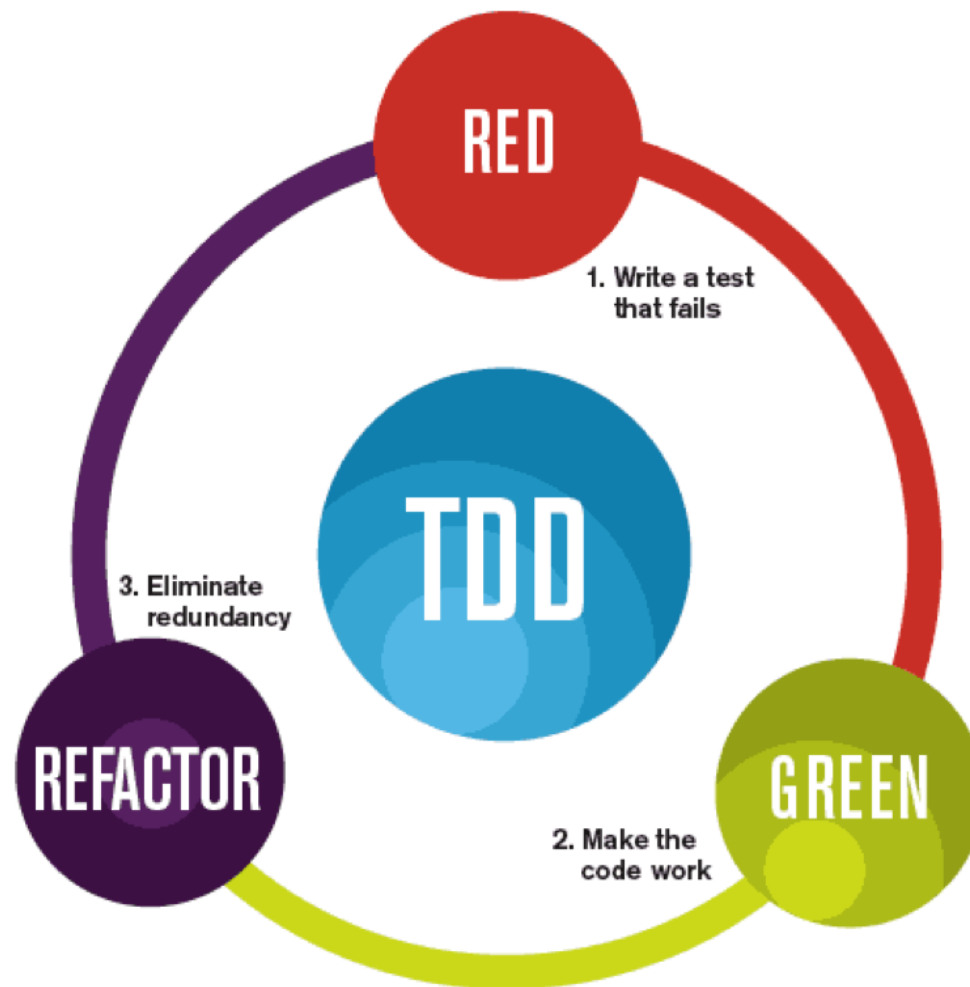 RED
1. Write a test
that fails
TDD
3. Eliminate
redundancy
REFACTOR
GREEN
2. Make the
code work